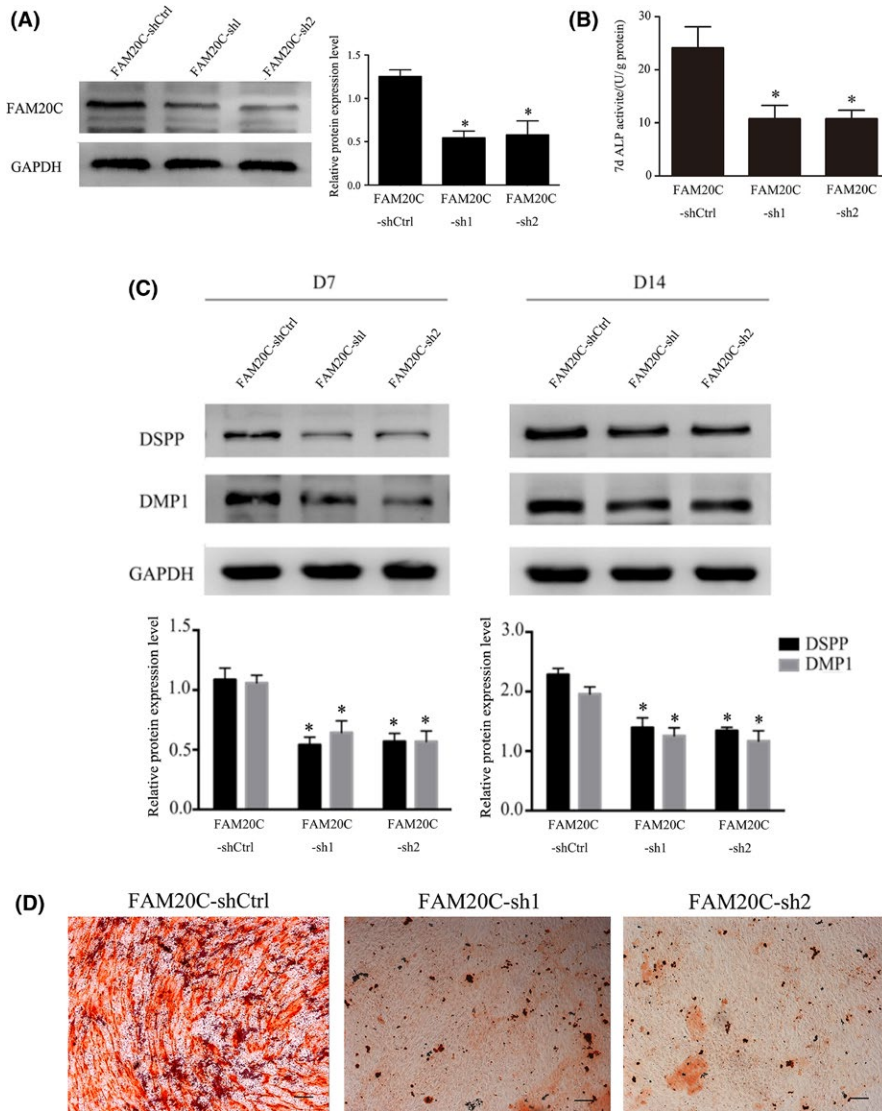 (A)
FAM20C-shCtrl
FAM20C-shl
FAM20C-sh2
FAM20C
GAPDH
Relative protein expression level
1.5
1.0
0.5
0.0
FAM20C FAM20C FAM20C
-shCtrl -sh1 -sh2
* *
(B)
7d ALP activite/(U/ g protein)
30
20
10
0
* *
FAM20C FAM20C FAM20C
-shCtrl -sh1 -sh2
(C)
D7
FAM20C-shCtrl
FAM20C-shl
FAM20C-sh2
D14
FAM20C-shCtrl
FAM20C-shl
FAM20C-sh2
DSPP
DMP1
GAPDH
Relative protein expression level
1.5
1.0
0.5
0.0
* * * *
FAM20C FAM20C FAM20C
-shCtrl -sh1 -sh2
Relative protein expression level
3.0
2.0
1.0
0.0
* * * *
FAM20C FAM20C FAM20C
-shCtrl -sh1 -sh2
DSPP
DMP1
(D)
FAM20C-shCtrl
FAM20C-sh1
FAM20C-sh2